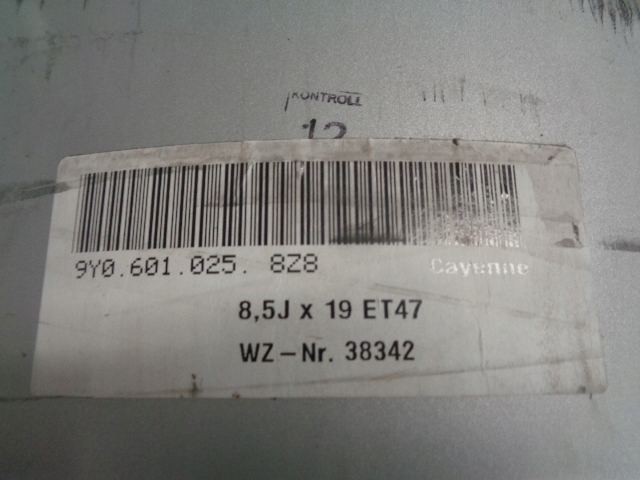 KONTROLL
12
9Y0.601.025. 8Z8 Cayenne
8,5J x 19 ET47
WZ-Nr. 38342